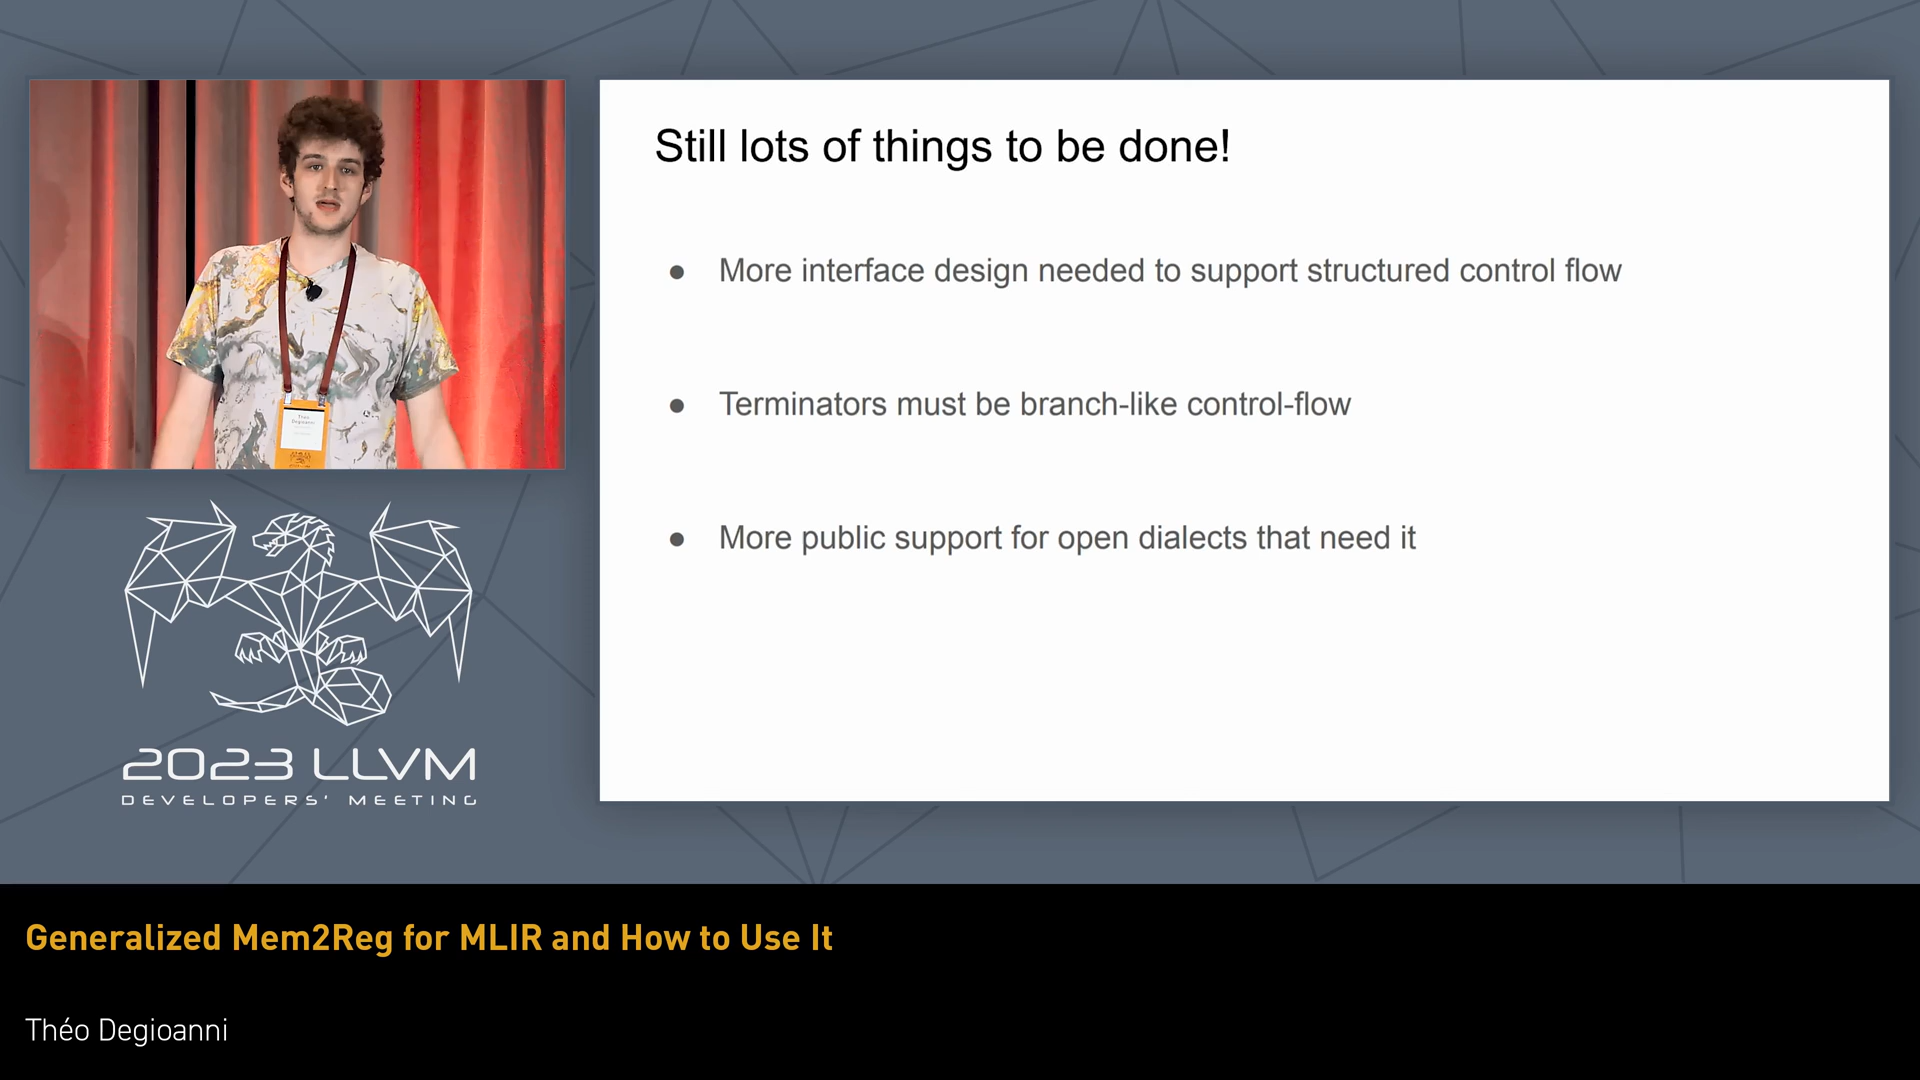 Still lots of things to be done!
● More interface design needed to support structured control flow
● Terminators must be branch-like control-flow
● More public support for open dialects that need it
Théo
Degioanni
2023 LLVM
DEVELOPERS' MEETING
Generalized Mem2Reg for MLIR and How to Use It
Théo Degioanni